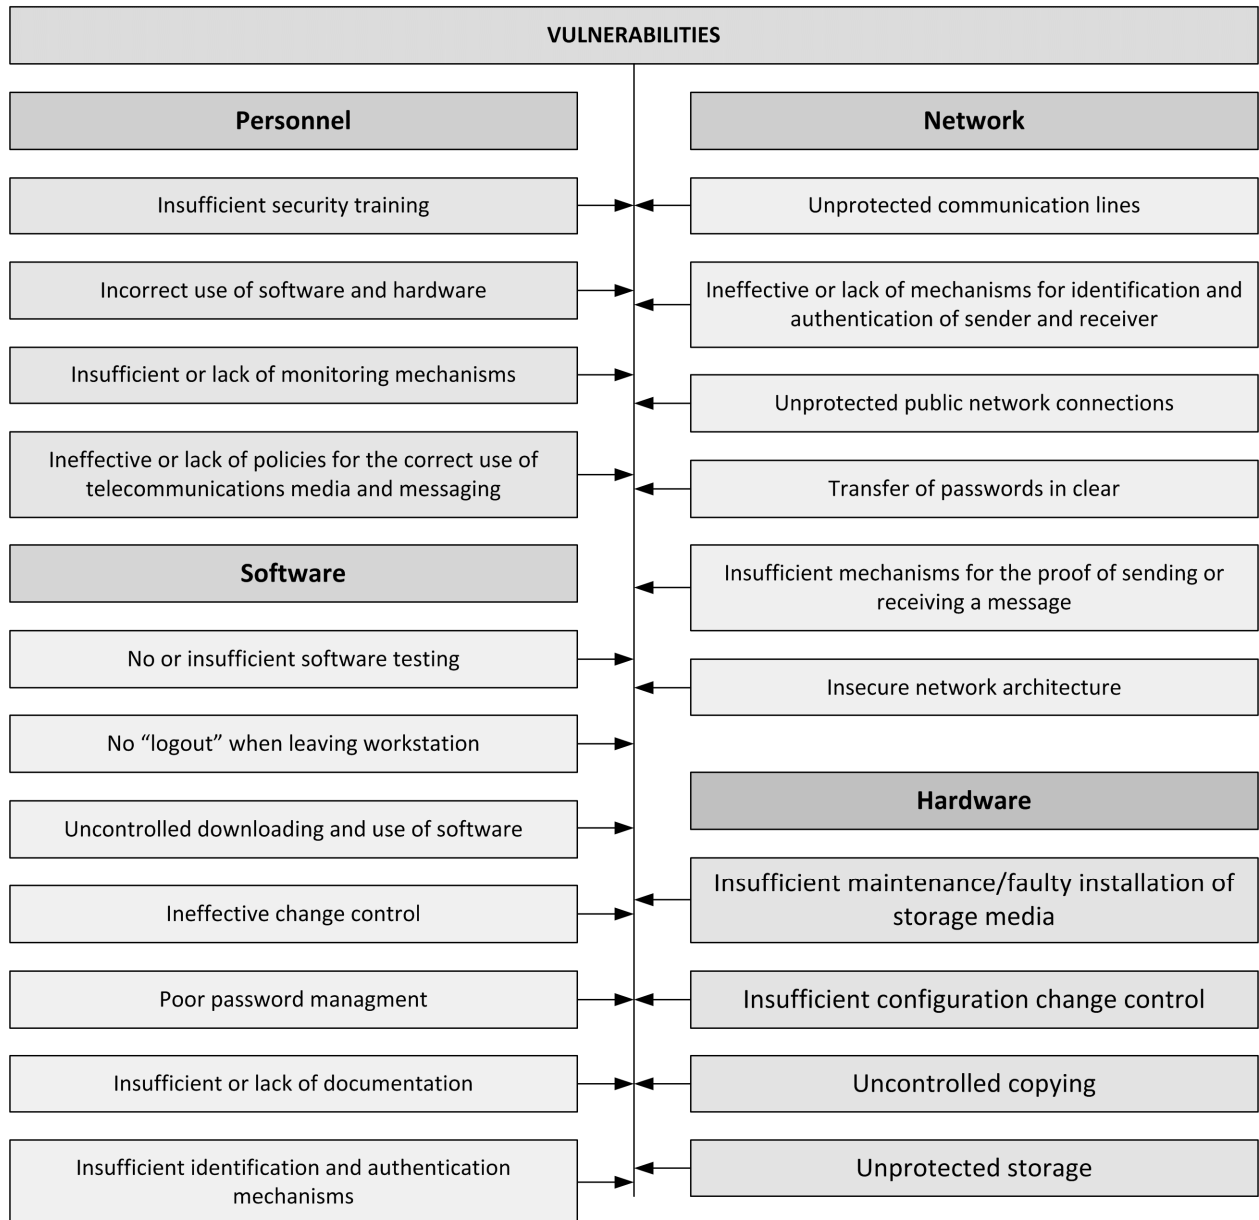 VULNERABILITIES
Personnel
Insufficient security training
Incorrect use of software and hardware
Insufficient or lack of monitoring mechanisms
Ineffective or lack of policies for the correct use of
telecommunications media and messaging
Software
No or insufficient software testing
No “logout” when leaving workstation
Uncontrolled downloading and use of software
Ineffective change control
Poor password managment
Insufficient or lack of documentation
Insufficient identification and authentication
mechanisms
Network
Unprotected communication lines
Ineffective or lack of mechanisms for identification and
authentication of sender and receiver
Unprotected public network connections
Transfer of passwords in clear
Insufficient mechanisms for the proof of sending or
receiving a message
Insecure network architecture
Hardware
Insufficient maintenance/faulty installation of
storage media
Insufficient configuration change control
Uncontrolled copying
Unprotected storage